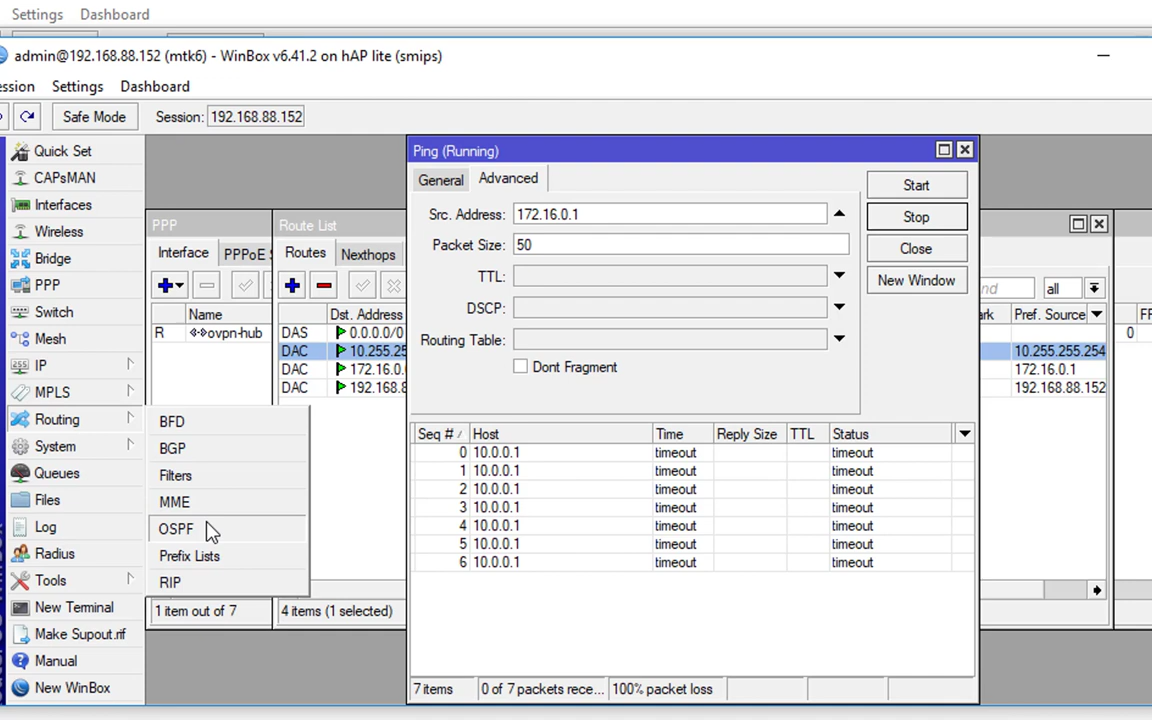 Settings Dashboard
admin@192.168.88.152 (mtk6) - WinBox v6.41.2 on hAP lite (smips)
ession Settings Dashboard
Safe Mode Session: 192.168.88.152
Quick Set
CAPsMAN
Interfaces
Wireless
Bridge
PPP
Switch
Mesh
IP
MPLS
Routing
System
Queues
Files
Log
Radius
Tools
New Terminal
Make Supout.rif
Manual
New WinBox
BFD
BGP
Filters
MME
OSPF
Prefix Lists
RIP
PPP
Interface PPPoE S
Name
R ovpn-hub
1 item out of 7
Route List
Routes Nexthops
Dst. Address
DAS 0.0.0.0/0
DAC 10.255.25
DAC 172.16.0.
DAC 192.168.8
4 items (1 selected)
Ping (Running)
General Advanced
Src. Address: 172.16.0.1
Packet Size: 50
TTL:
DSCP:
Routing Table:
Dont Fragment
Start
Stop
Close
New Window
Seq # Host Time Reply Size TTL Status
0 10.0.0.1 timeout timeout
1 10.0.0.1 timeout timeout
2 10.0.0.1 timeout timeout
3 10.0.0.1 timeout timeout
4 10.0.0.1 timeout timeout
5 10.0.0.1 timeout timeout
6 10.0.0.1 timeout timeout
7 items 0 of 7 packets rece... 100% packet loss
nd all
ark Pref. Source
10.255.255.254
172.16.0.1
192.168.88.152
FP
0